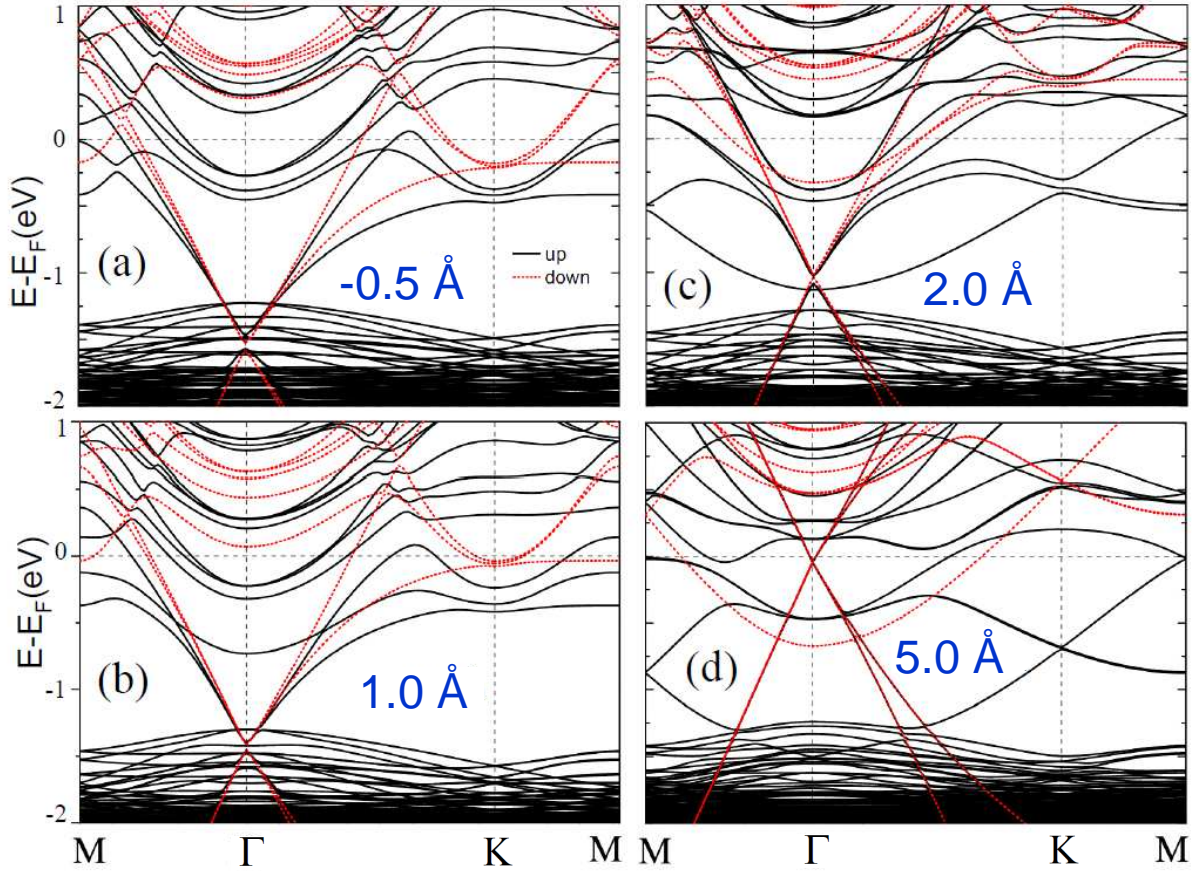 1
0
-1
-2
E-E_F(eV)
(a)
-0.5 Å
up
down
(c)
2.0 Å
1
0
-1
-2
E-E_F(eV)
(b)
1.0 Å
(d)
5.0 Å
M Γ K M
M Γ K M